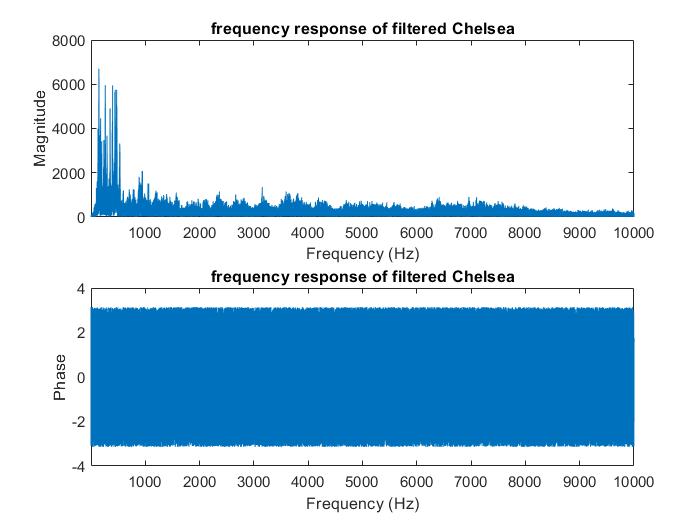 frequency response of filtered Chelsea
8000
6000
4000
2000
0
Magnitude
1000 2000 3000 4000 5000 6000 7000 8000 9000 10000
Frequency (Hz)
frequency response of filtered Chelsea
4
2
0
-2
-4
Phase
1000 2000 3000 4000 5000 6000 7000 8000 9000 10000
Frequency (Hz)